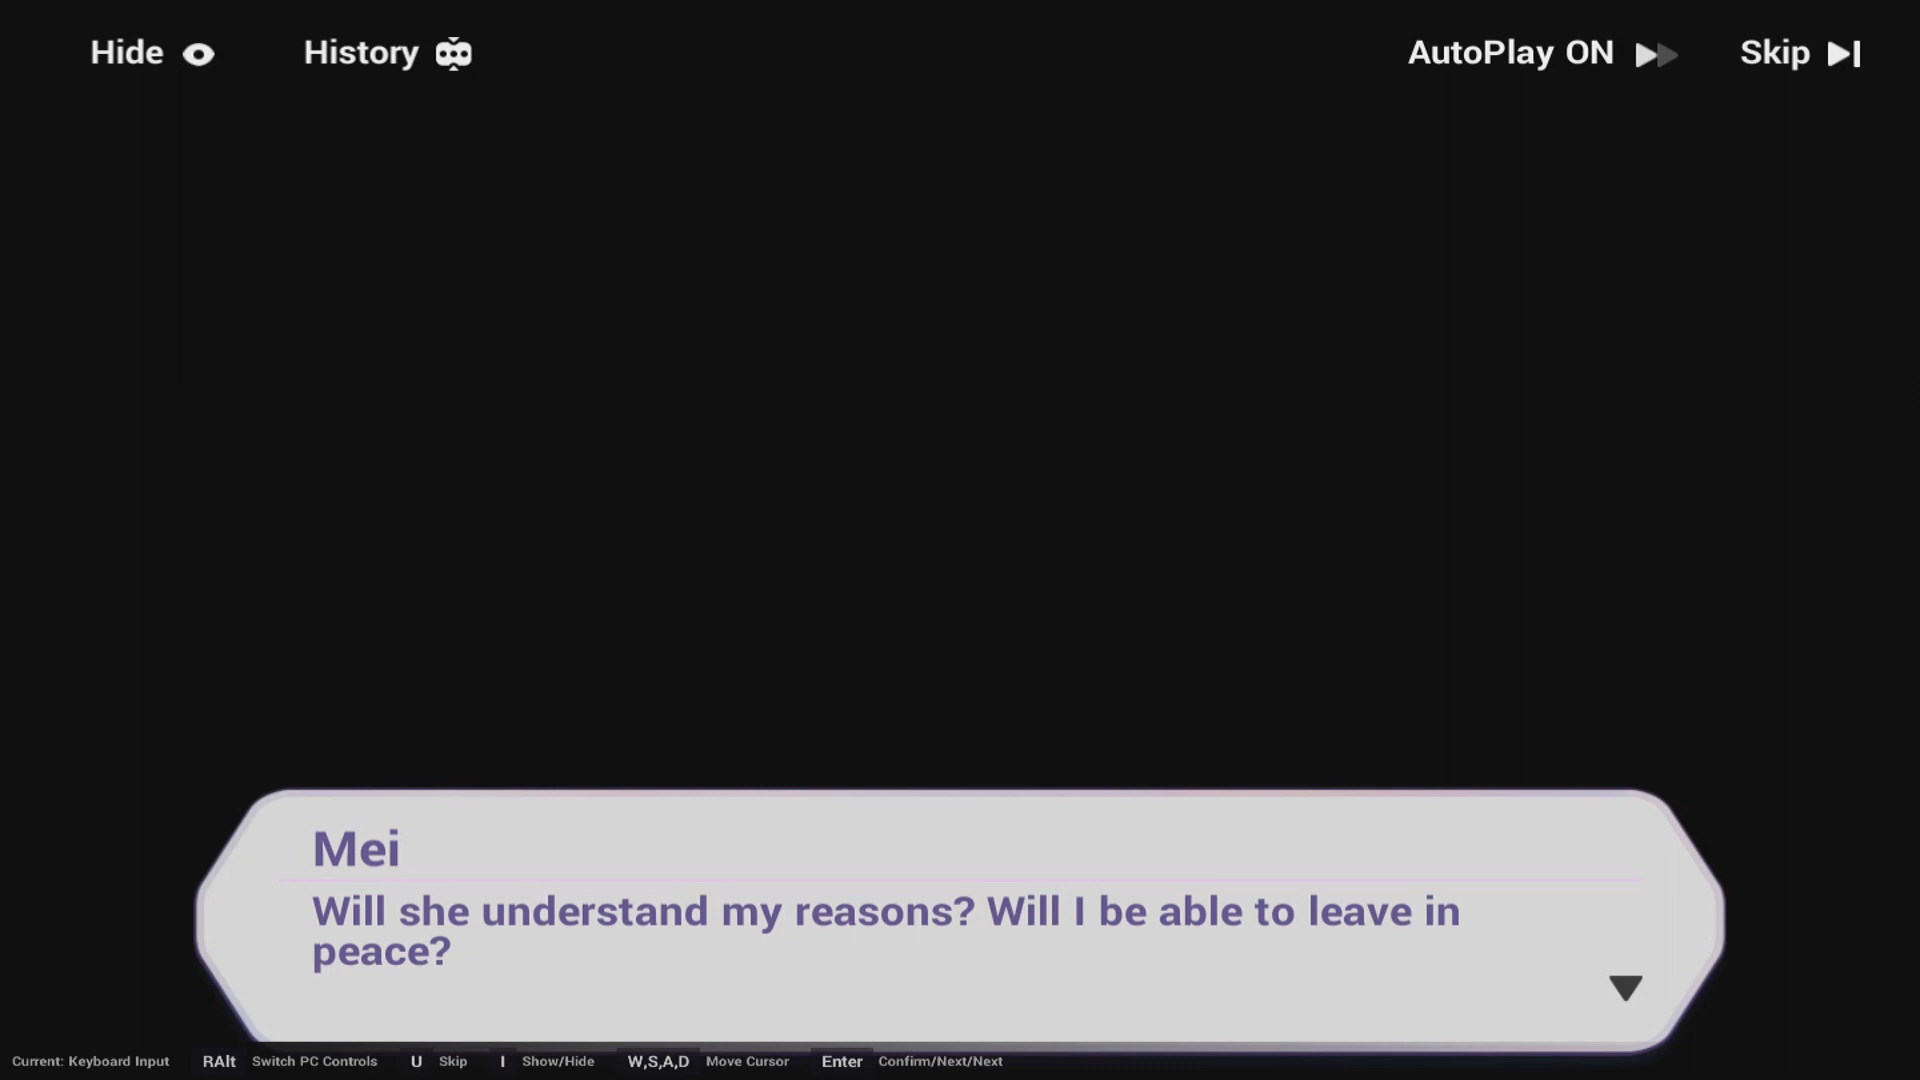 Hide
History
AutoPlay ON
Skip
Mei
Will she understand my reasons? Will I be able to leave in
peace?
Current: Keyboard Input RAlt Switch PC Controls U Skip I Show/Hide W,S,A,D Move Cursor Enter Confirm/Next/Next